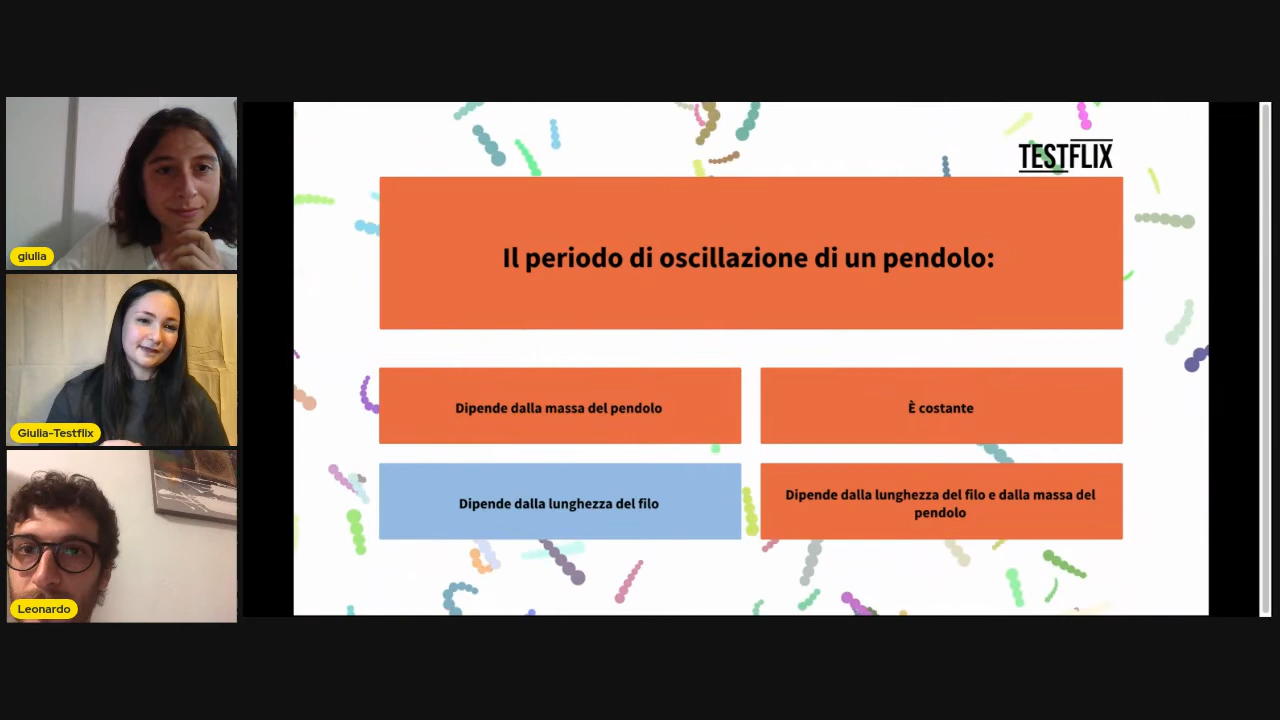 giulia
Giulia-Testflix
Leonardo
TESTFLIX
Il periodo di oscillazione di un pendolo:
Dipende dalla massa del pendolo
È costante
Dipende dalla lunghezza del filo
Dipende dalla lunghezza del filo e dalla massa del
pendolo